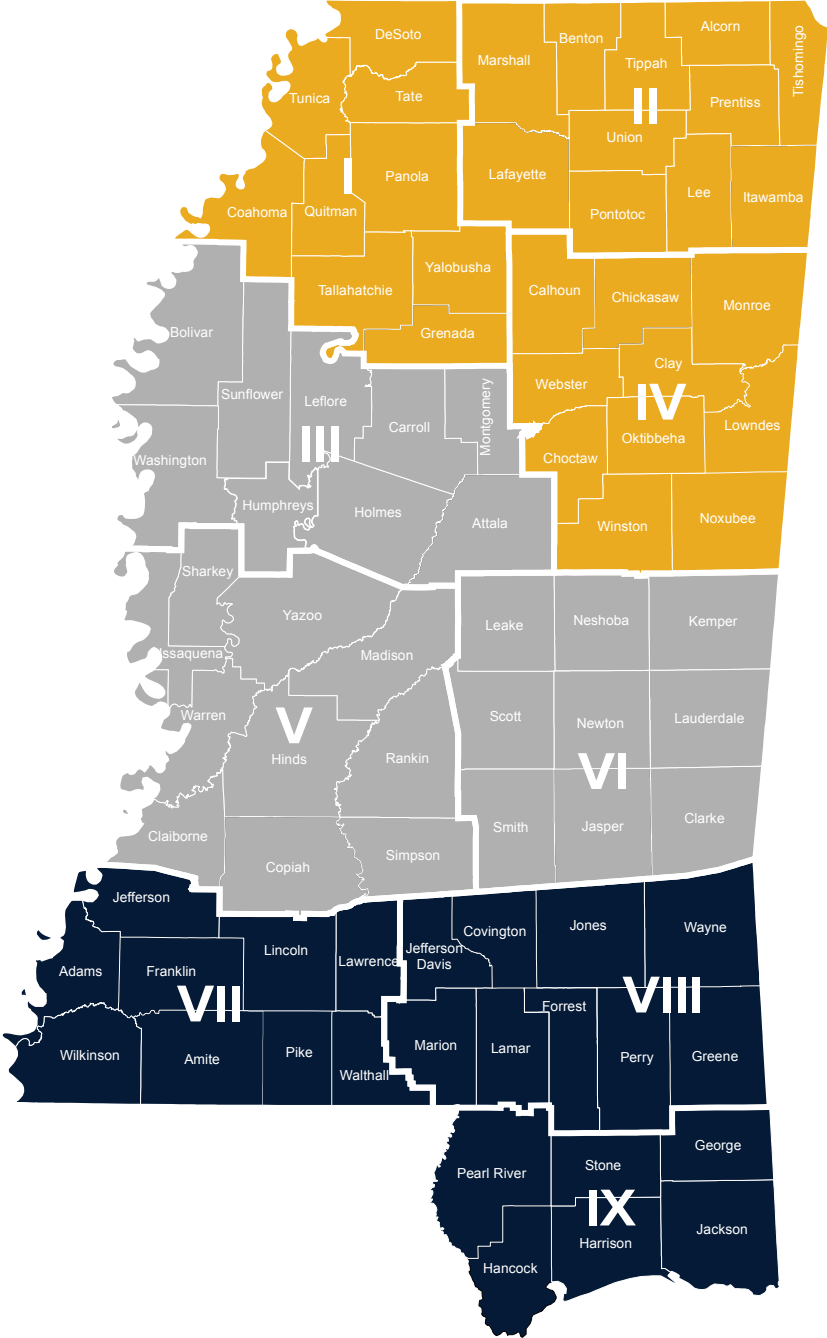 DeSoto
Benton
Alcorn
Tishomingo
Marshall
Tippah
Tunica
Tate
II
Prentiss
Union
I
Panola
Lafayette
Lee
Itawamba
Coahoma
Quitman
Pontotoc
Yalobusha
Tallahatchie
Calhoun
Chickasaw
Monroe
Bolivar
Grenada
Clay
Sunflower
Leflore
Webster
IV
Carroll
Montgomery
Lowndes
Oktibbeha
III
Washington
Choctaw
Humphreys
Holmes
Attala
Winston
Noxubee
Sharkey
Yazoo
Leake
Neshoba
Kemper
Issaquena
Madison
Warren
V
Scott
Newton
Lauderdale
Hinds
Rankin
VI
Claiborne
Smith
Jasper
Clarke
Copiah
Simpson
Jefferson
Lincoln
Covington
Jones
Wayne
Adams
Franklin
Lawrence
Jefferson
Davis
VII
VIII
Forrest
Wilkinson
Amite
Pike
Walthall
Marion
Lamar
Perry
Greene
Pearl River
Stone
George
IX
Harrison
Jackson
Hancock